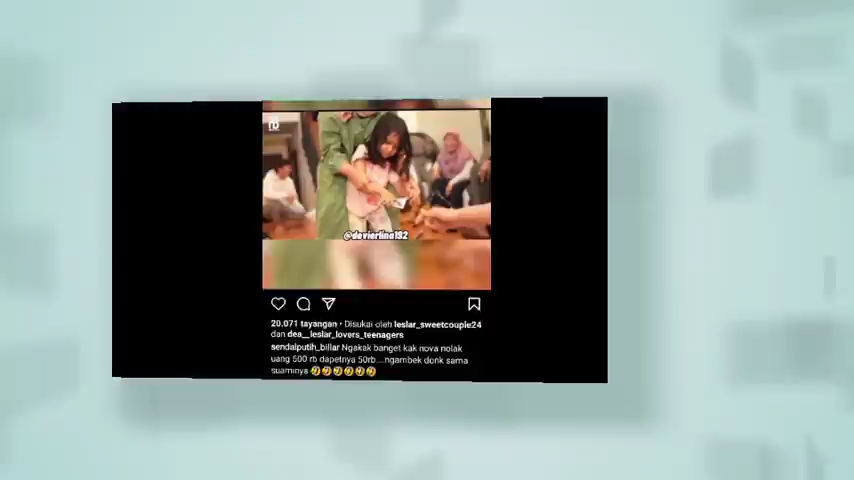 rb
@devierlina192
20.071 tayangan • Disukai oleh leslar_sweetcouple24
dan dea__leslar_lovers_teenagers
sendalputih_billar Ngakak banget kak nova nolak
uang 500 rb dapetnya 50rb....ngambek donk sama
suaminya 🤣🤣🤣🤣🤣🤣